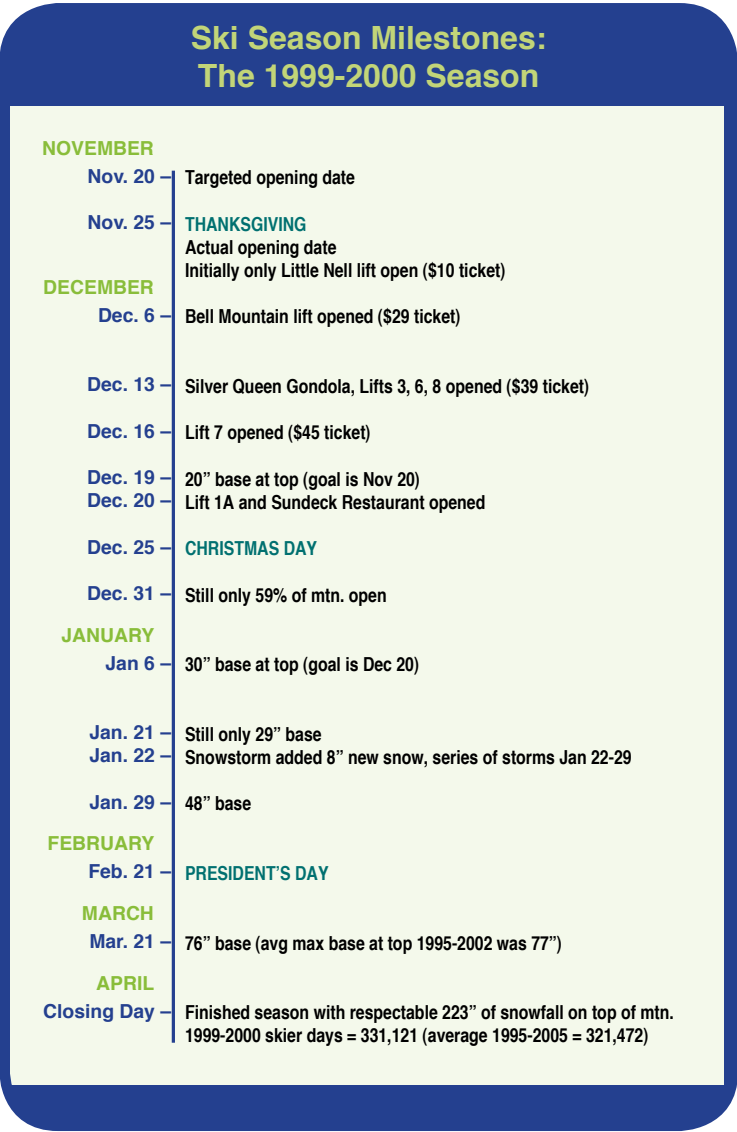 Ski Season Milestones:
The 1999-2000 Season
NOVEMBER
Nov. 20 Targeted opening date
Nov. 25 THANKSGIVING
Actual opening date
Initially only Little Nell lift open ($10 ticket)
DECEMBER
Dec. 6 Bell Mountain lift opened ($29 ticket)
Dec. 13 Silver Queen Gondola, Lifts 3, 6, 8 opened ($39 ticket)
Dec. 16 Lift 7 opened ($45 ticket)
Dec. 19 20” base at top (goal is Nov 20)
Dec. 20 Lift 1A and Sundeck Restaurant opened
Dec. 25 CHRISTMAS DAY
Dec. 31 Still only 59% of mtn. open
JANUARY
Jan 6 30” base at top (goal is Dec 20)
Jan. 21 Still only 29” base
Jan. 22 Snowstorm added 8” new snow, series of storms Jan 22-29
Jan. 29 48” base
FEBRUARY
Feb. 21 PRESIDENT’S DAY
MARCH
Mar. 21 76” base (avg max base at top 1995-2002 was 77”)
APRIL
Closing Day Finished season with respectable 223” of snowfall on top of mtn.
1999-2000 skier days = 331,121 (average 1995-2005 = 321,472)